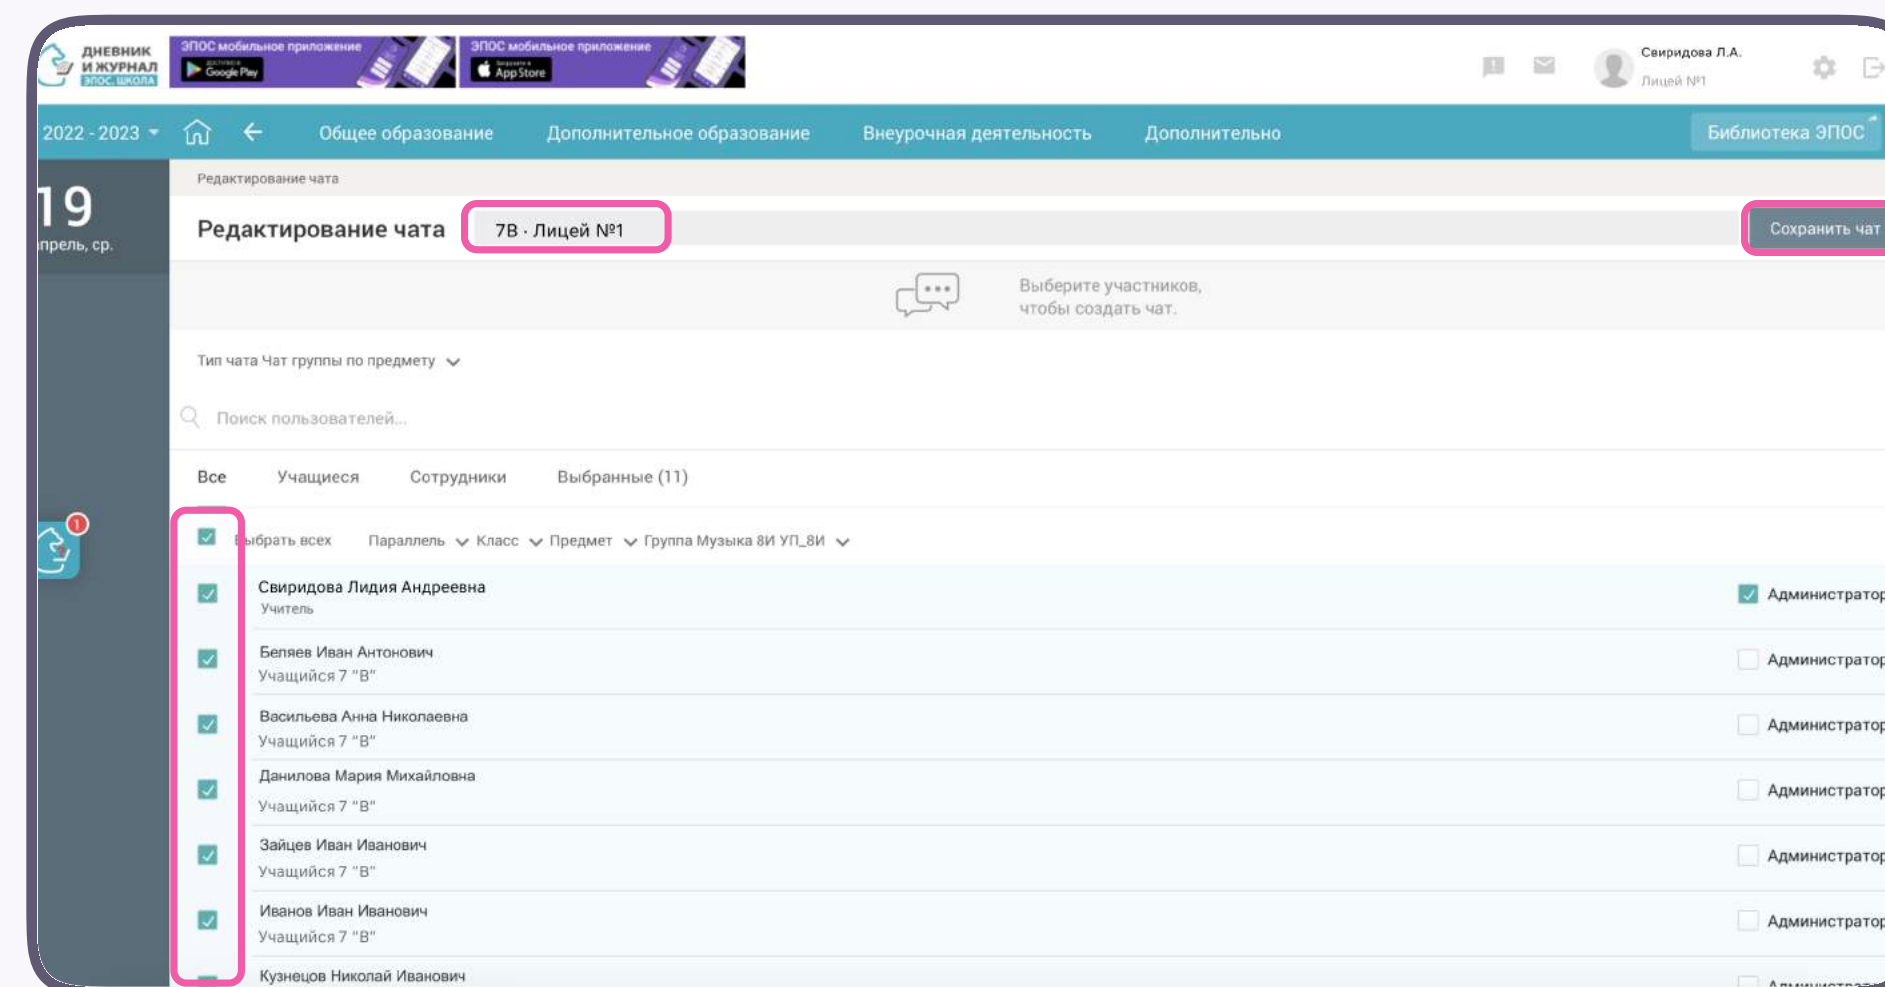 ДНЕВНИК
И ЖУРНАЛ
ЭПОС.ШКОЛА
ЭПОС мобильное приложение
Google Play
ЭПОС мобильное приложение
App Store
Свиридова Л.А.
Лицей №1
2022 - 2023
Общее образование
Дополнительное образование
Внеурочная деятельность
Дополнительно
Библиотека ЭПОС
19
апрель, ср.
Редактирование чата
Редактирование чата
7В · Лицей №1
Сохранить чат
Выберите участников,
чтобы создать чат.
Тип чата Чат группы по предмету
Поиск пользователей...
Все Учащиеся Сотрудники Выбранные (11)
1
Выбрать всех Параллель Класс Предмет Группа Музыка 8И УП_8И
Свиридова Лидия Андреевна
Учитель
Администратор
Беляев Иван Антонович
Учащийся 7 "В"
Администратор
Васильева Анна Николаевна
Учащийся 7 "В"
Администратор
Данилова Мария Михайловна
Учащийся 7 "В"
Администратор
Зайцев Иван Иванович
Учащийся 7 "В"
Администратор
Иванов Иван Иванович
Учащийся 7 "В"
Администратор
Кузнецов Николай Иванович